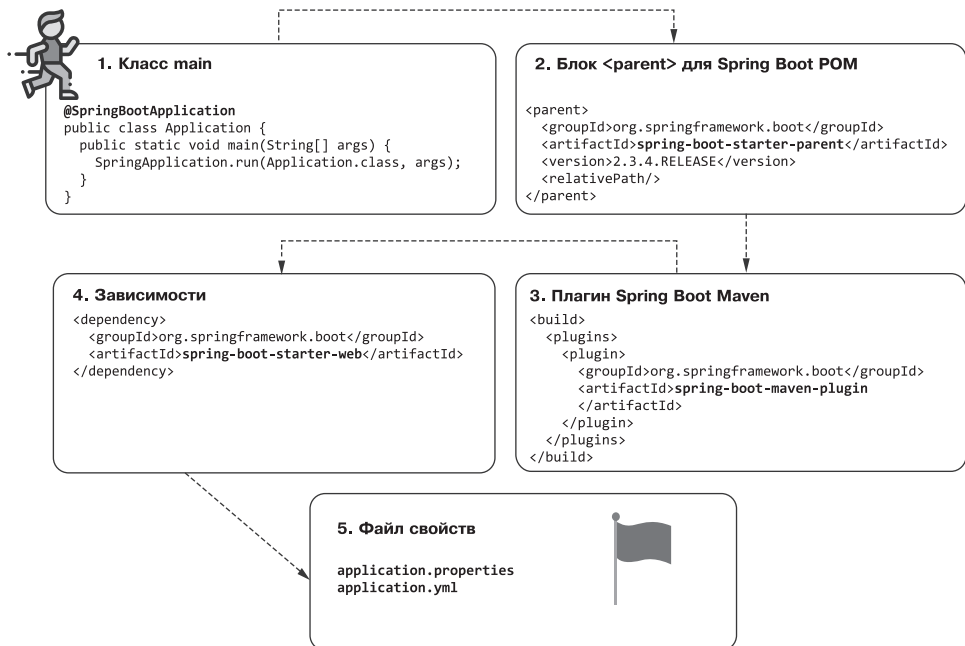 1. Класс main
@SpringBootApplication
public class Application {
  public static void main(String[] args) {
    SpringApplication.run(Application.class, args);
  }
}
2. Блок <parent> для Spring Boot POM
<parent>
  <groupId>org.springframework.boot</groupId>
  <artifactId>spring-boot-starter-parent</artifactId>
  <version>2.3.4.RELEASE</version>
  <relativePath/>
</parent>
3. Плагин Spring Boot Maven
<build>
  <plugins>
    <plugin>
      <groupId>org.springframework.boot</groupId>
      <artifactId>spring-boot-maven-plugin
      </artifactId>
    </plugin>
  </plugins>
</build>
4. Зависимости
<dependency>
  <groupId>org.springframework.boot</groupId>
  <artifactId>spring-boot-starter-web</artifactId>
</dependency>
5. Файл свойств
application.properties
application.yml